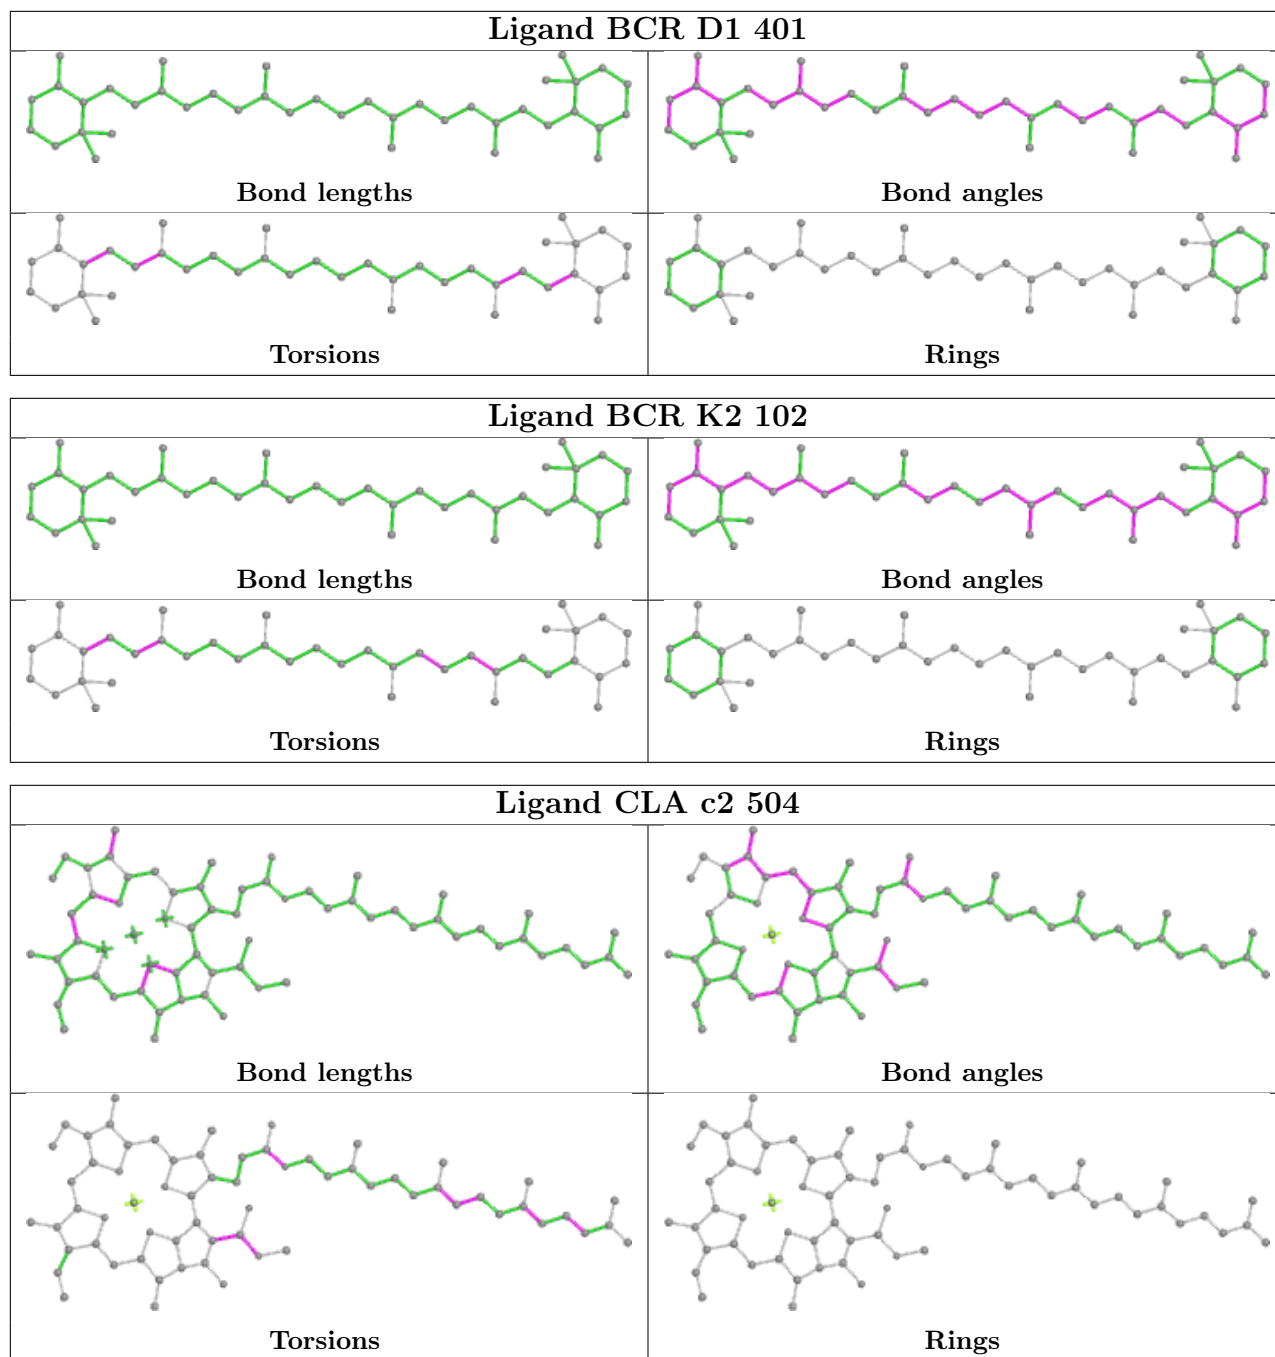 Ligand BCR D1 401
Bond lengths
Bond angles
Torsions
Rings
Ligand BCR K2 102
Bond lengths
Bond angles
Torsions
Rings
Ligand CLA c2 504
Bond lengths
Bond angles
Torsions
Rings